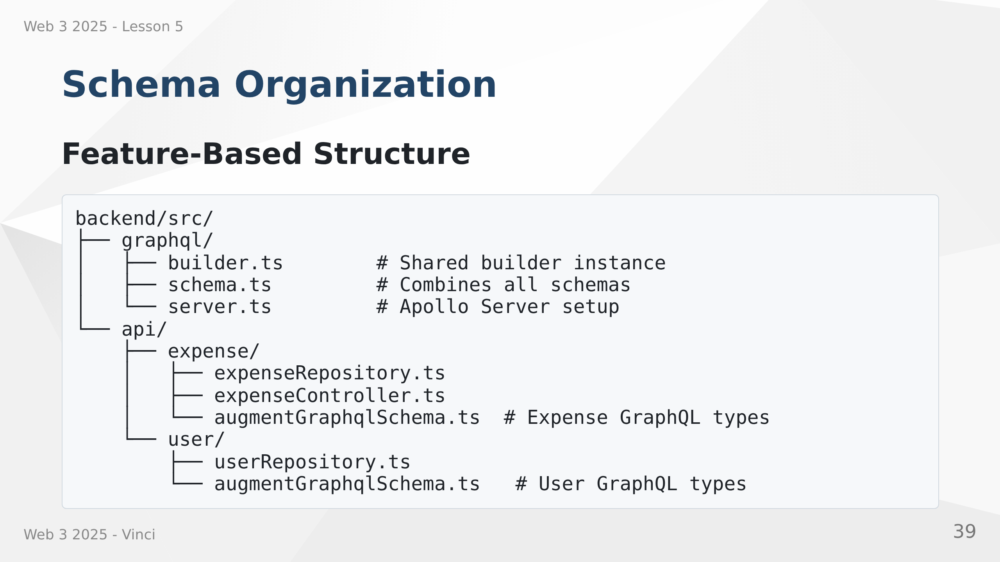 Web 3 2025 - Lesson 5
Schema Organization
Feature-Based Structure
backend/src/
├── graphql/
│   ├── builder.ts        # Shared builder instance
│   ├── schema.ts         # Combines all schemas
│   └── server.ts         # Apollo Server setup
└── api/
    ├── expense/
    │   ├── expenseRepository.ts
    │   ├── expenseController.ts
    │   └── augmentGraphqlSchema.ts  # Expense GraphQL types
    └── user/
        ├── userRepository.ts
        └── augmentGraphqlSchema.ts   # User GraphQL types
Web 3 2025 - Vinci
39